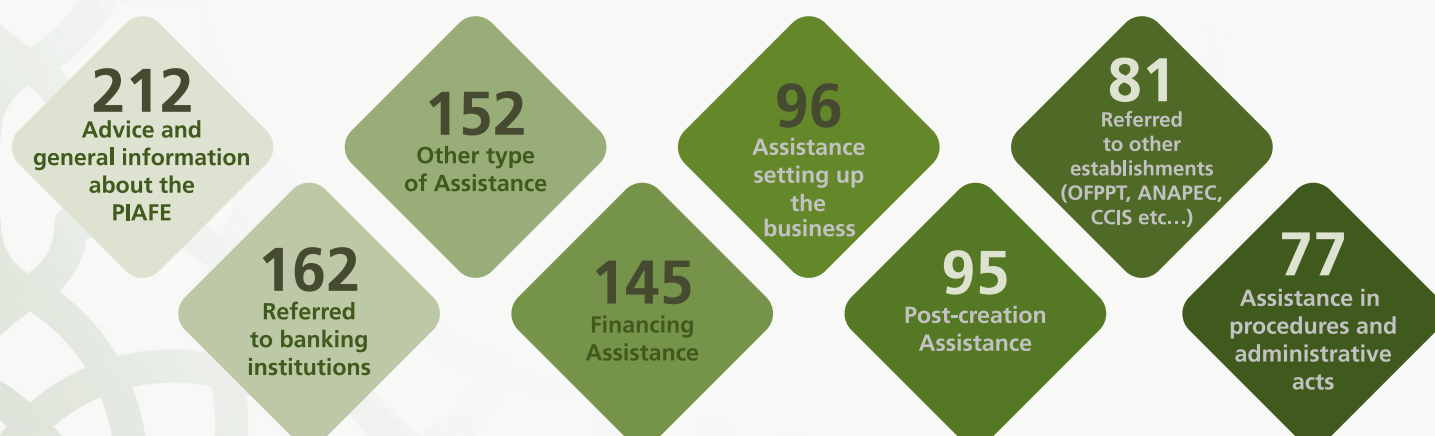 212
Advice and
general information
about the
PIAFE
162
Referred
to banking
institutions
152
Other type
of Assistance
145
Financing
Assistance
96
Assistance
setting up
the
business
95
Post-creation
Assistance
81
Referred
to other
establishments
(OFPPT, ANAPEC,
CCIS etc...)
77
Assistance in
procedures and
administrative
acts